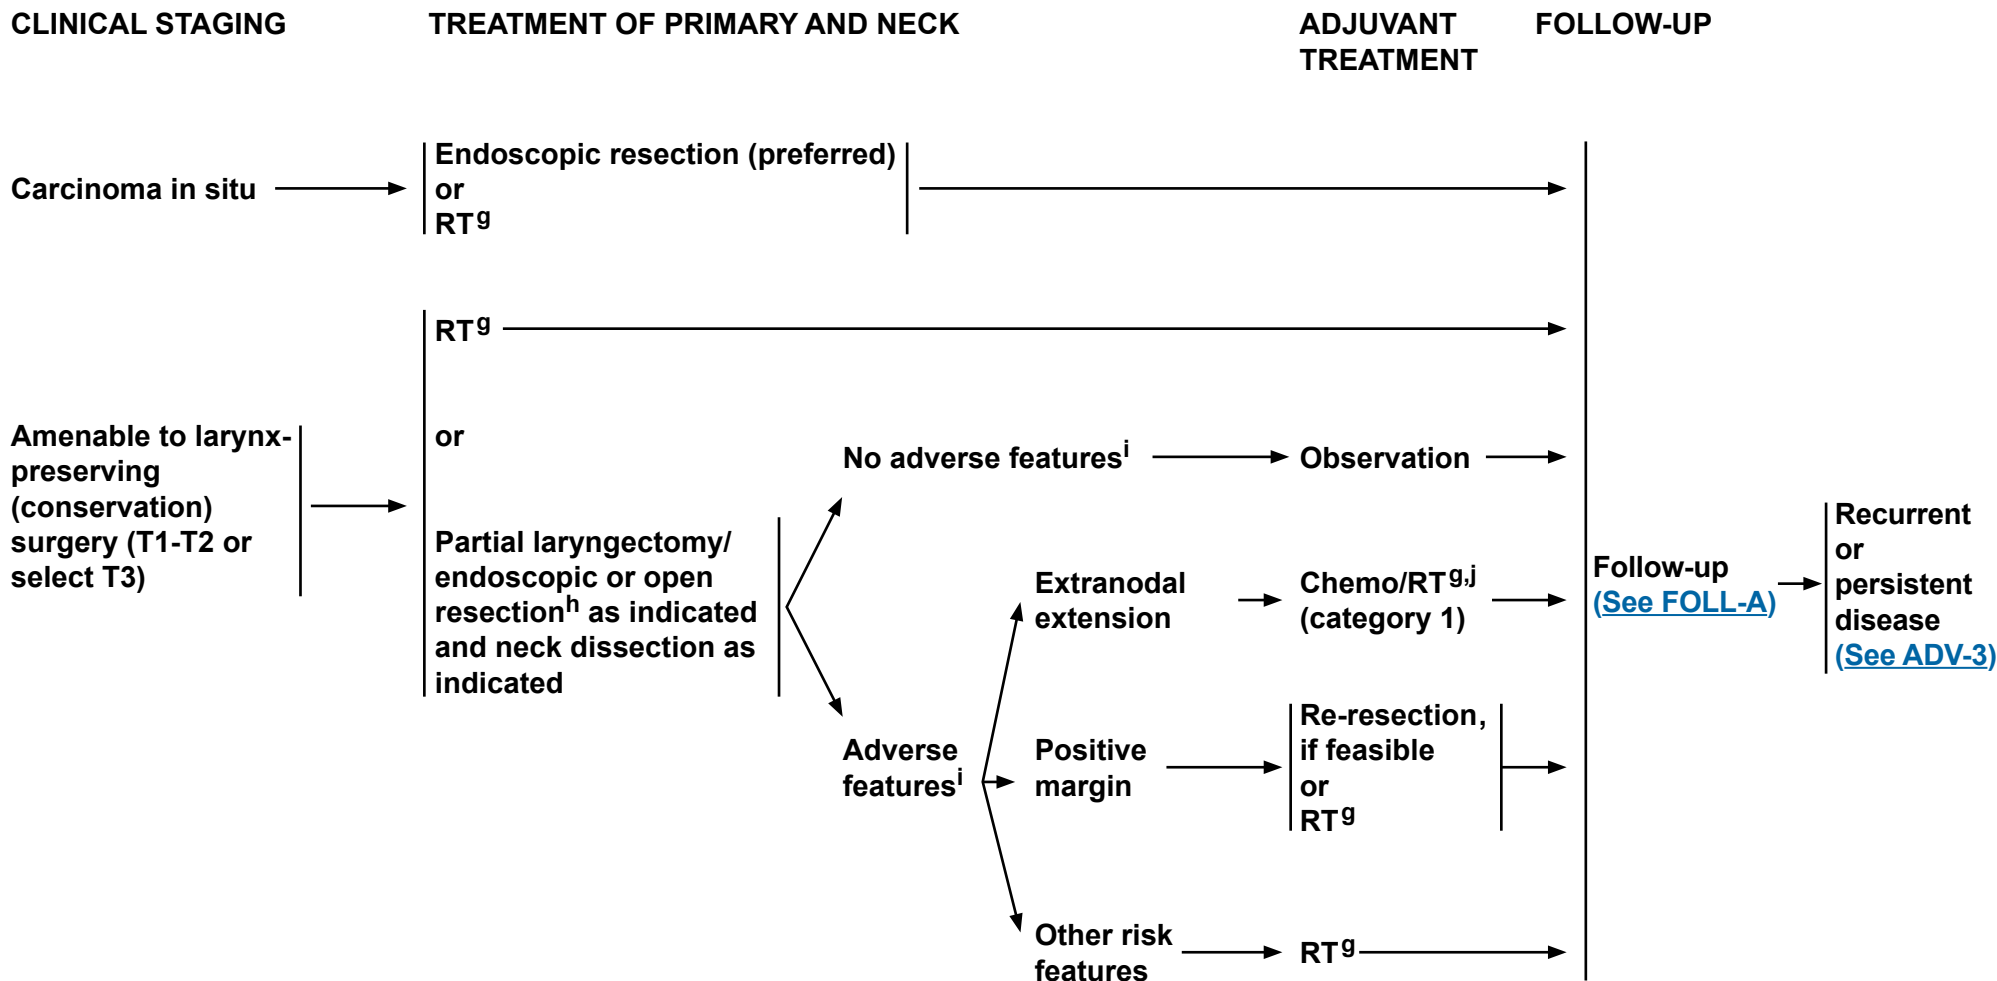 CLINICAL STAGING
TREATMENT OF PRIMARY AND NECK
ADJUVANT
TREATMENT
FOLLOW-UP
Carcinoma in situ
Endoscopic resection (preferred)
or
RTg
Amenable to larynx-
preserving
(conservation)
surgery (T1-T2 or
select T3)
RTg
or
Partial laryngectomy/
endoscopic or open
resectionh as indicated
and neck dissection as
indicated
No adverse featuresi
Observation
Adverse
featuresi
Extranodal
extension
Chemo/RTg,j
(category 1)
Positive
margin
Re-resection,
if feasible
or
RTg
Other risk
features
RTg
Follow-up
(See FOLL-A)
Recurrent
or
persistent
disease
(See ADV-3)